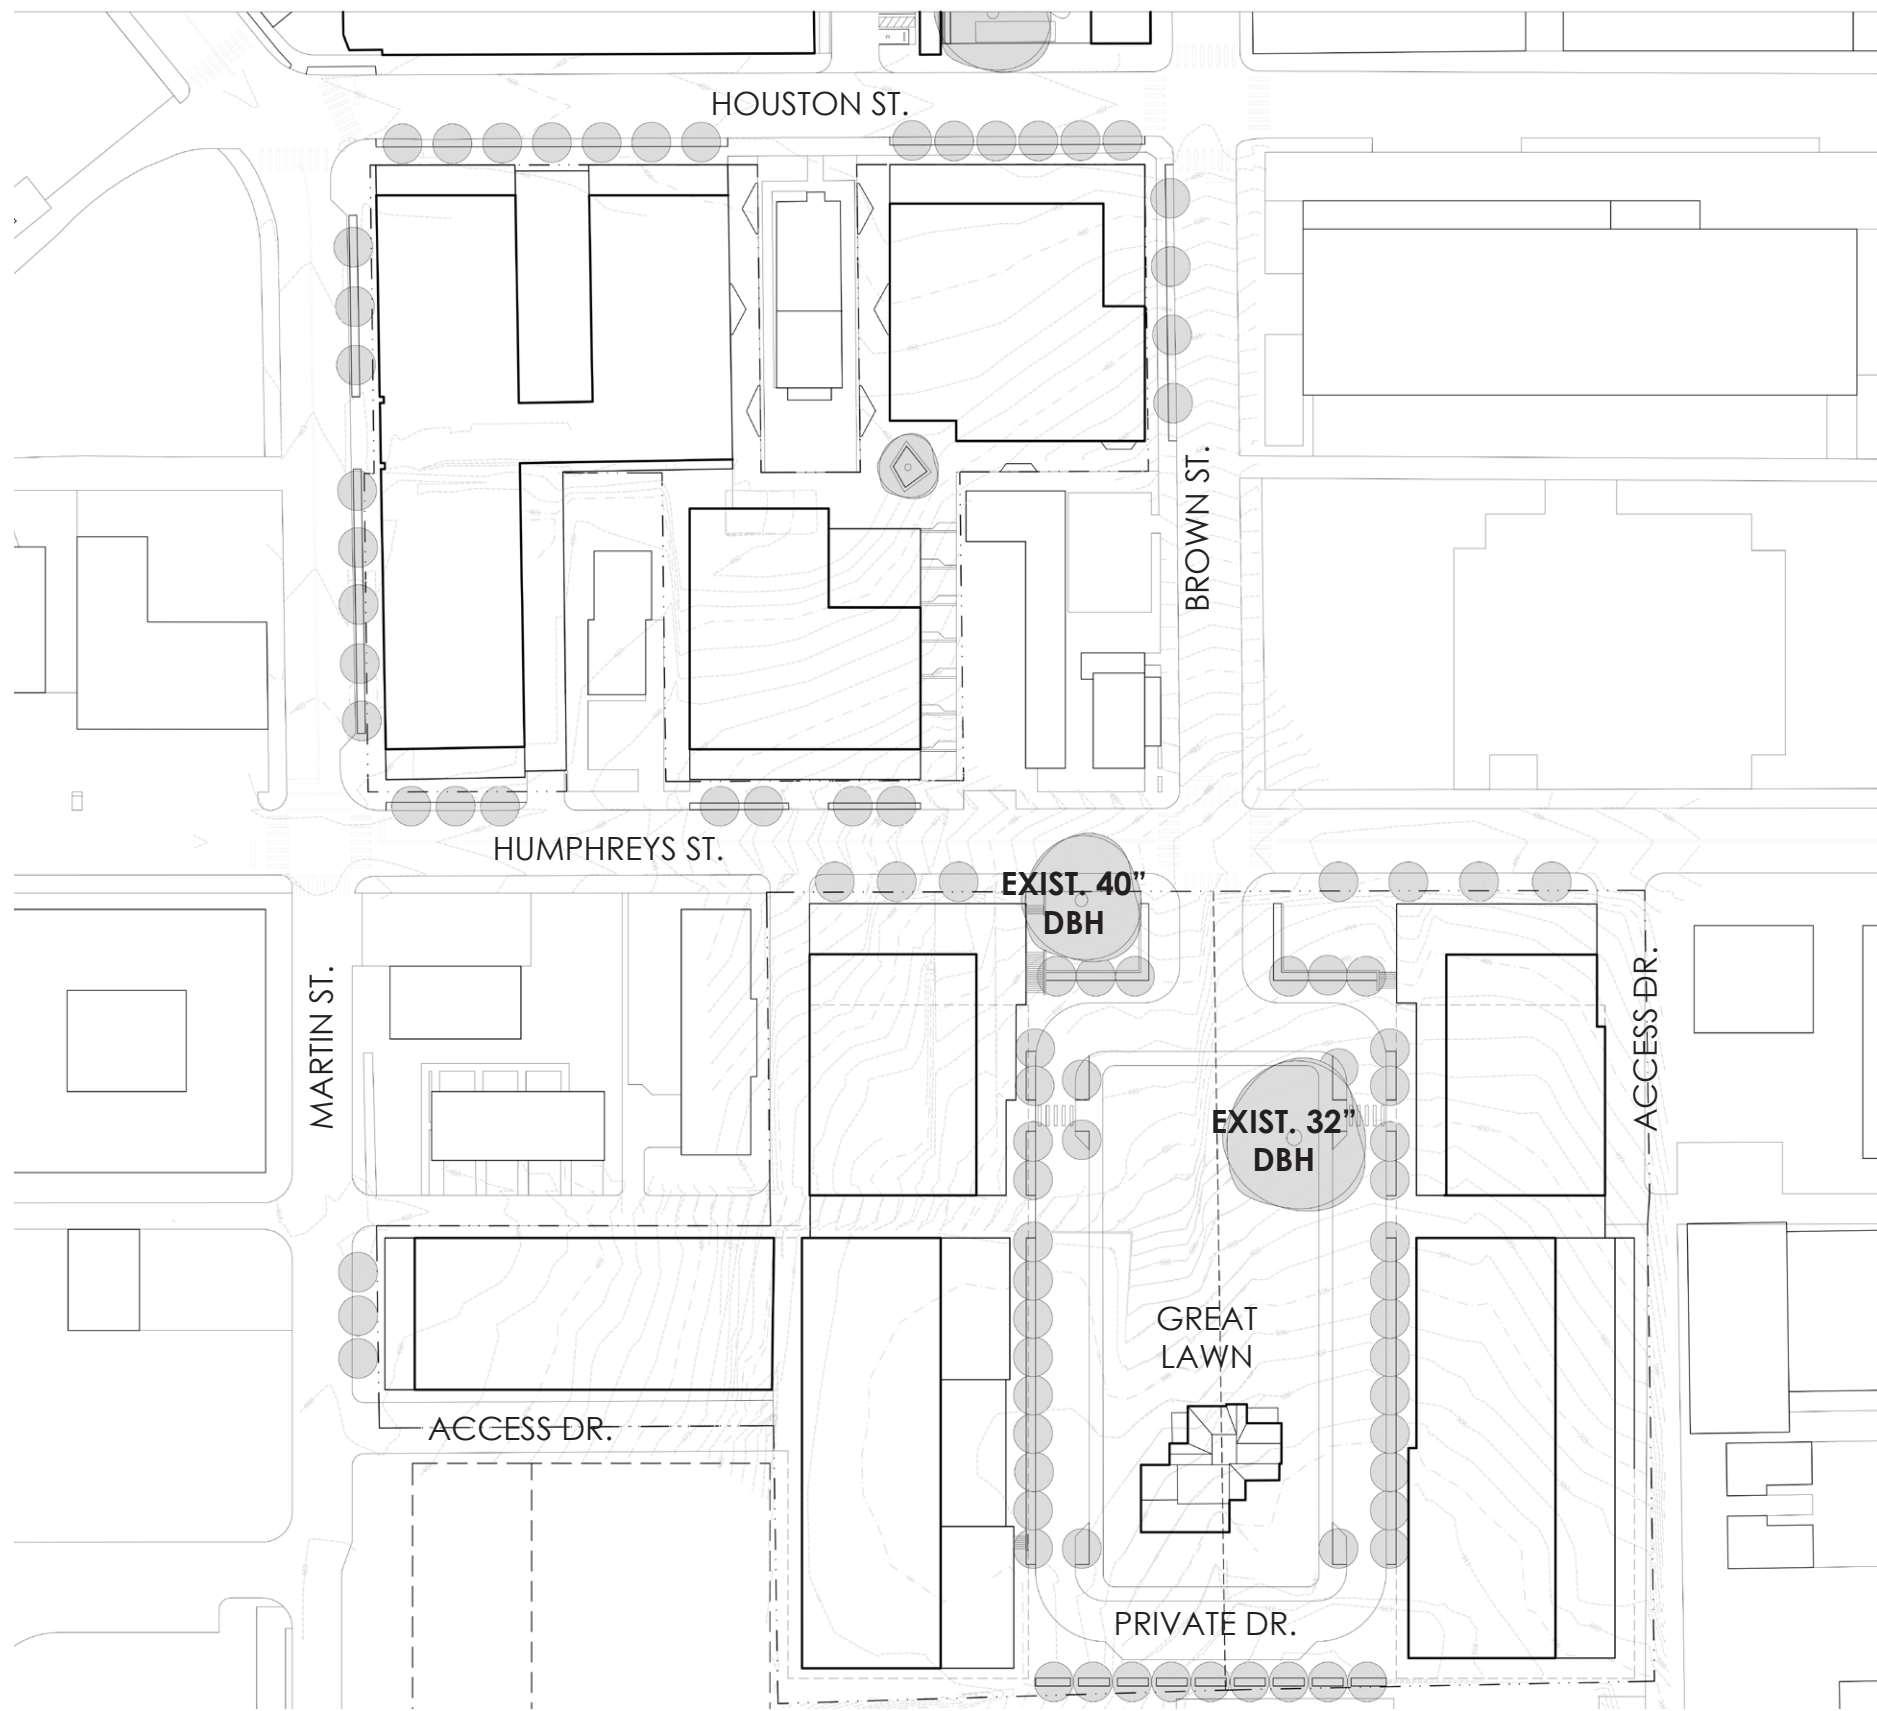 HOUSTON ST.
BROWN ST.
HUMPHREYS ST.
EXIST. 40"
DBH
MARTIN ST.
ACCESS DR.
EXIST. 32"
DBH
GREAT
LAWN
ACCESS DR.
PRIVATE DR.